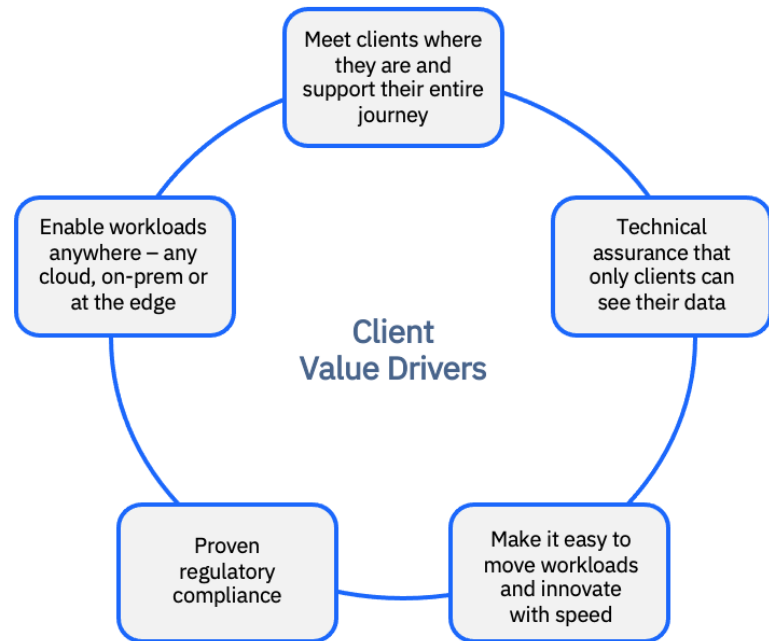 Meet clients where
they are and
support their entire
journey
Enable workloads
anywhere – any
cloud, on-prem or
at the edge
Technical
assurance that
only clients can
see their data
Client
Value Drivers
Proven
regulatory
compliance
Make it easy to
move workloads
and innovate
with speed